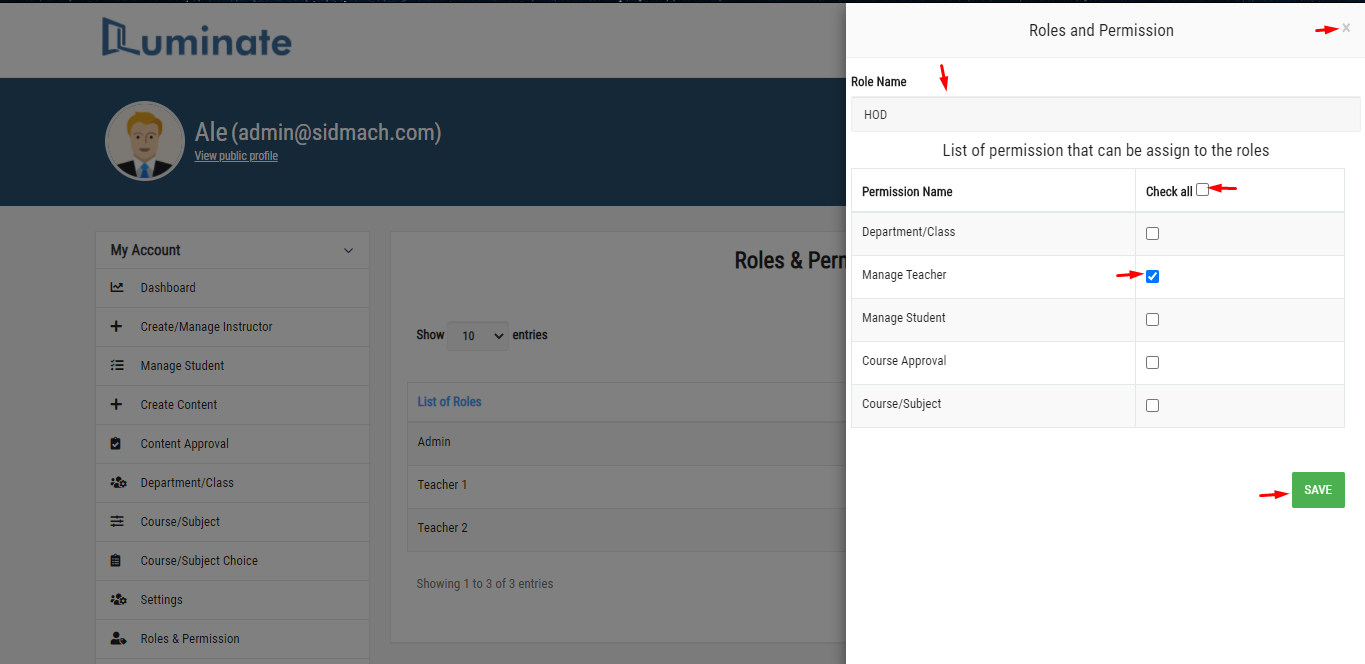 Luminate
Ale (admin@sidmach.com)
View public profile
My Account
Dashboard
Create/Manage Instructor
Manage Student
Create Content
Content Approval
Department/Class
Course/Subject
Course/Subject Choice
Settings
Roles & Permission
Roles & Perm
Show 10 entries
List of Roles
Admin
Teacher 1
Teacher 2
Showing 1 to 3 of 3 entries
Roles and Permission ×
Role Name
HOD
List of permission that can be assign to the roles
Permission Name Check all
Department/Class
Manage Teacher
Manage Student
Course Approval
Course/Subject
SAVE